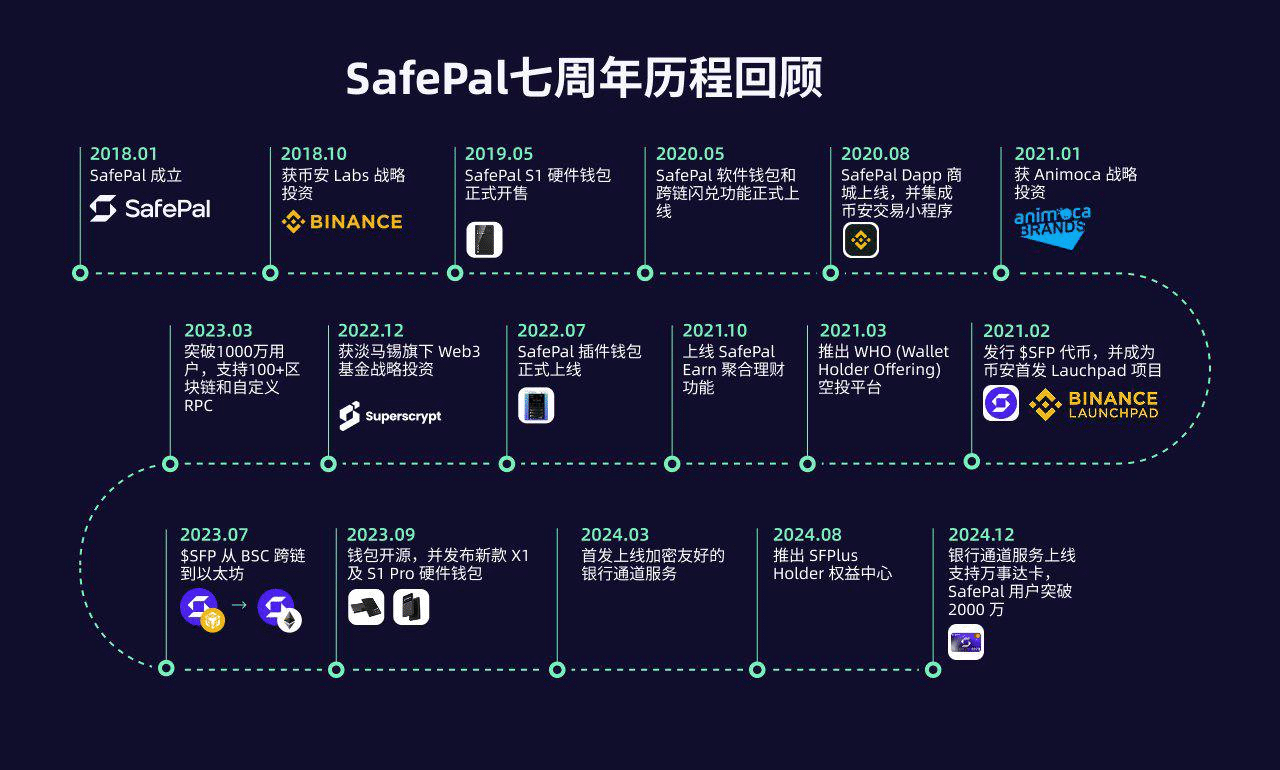 SafePal七周年历程回顾
2018.01
SafePal 成立
SafePal
2018.10
获币安 Labs 战略
投资
BINANCE
2019.05
SafePal S1 硬件钱包
正式开售
2020.05
SafePal 软件钱包和
跨链闪兑功能正式上
线
2020.08
SafePal Dapp 商
城上线，并集成
币安交易小程序
2021.01
获 Animoca 战略
投资
animoca
BRANDS
2021.02
发行 $SFP 代币，并成为
币安首发 Lauchpad 项目
BINANCE
LAUNCHPAD
2021.03
推出 WHO (Wallet
Holder Offering)
空投平台
2021.10
上线 SafePal
Earn 聚合理财
功能
2022.07
SafePal 插件钱包
正式上线
2022.12
获淡马锡旗下 Web3
基金战略投资
Superscrypt
2023.03
突破1000万用
户，支持100+区
块链和自定义
RPC
2023.07
$SFP 从 BSC 跨链
到以太坊
2023.09
钱包开源，并发布新款 X1
及 S1 Pro 硬件钱包
2024.03
首发上线加密友好的
银行通道服务
2024.08
推出 SFPlus
Holder 权益中心
2024.12
银行通道服务上线
支持万事达卡，
SafePal 用户突破
2000 万